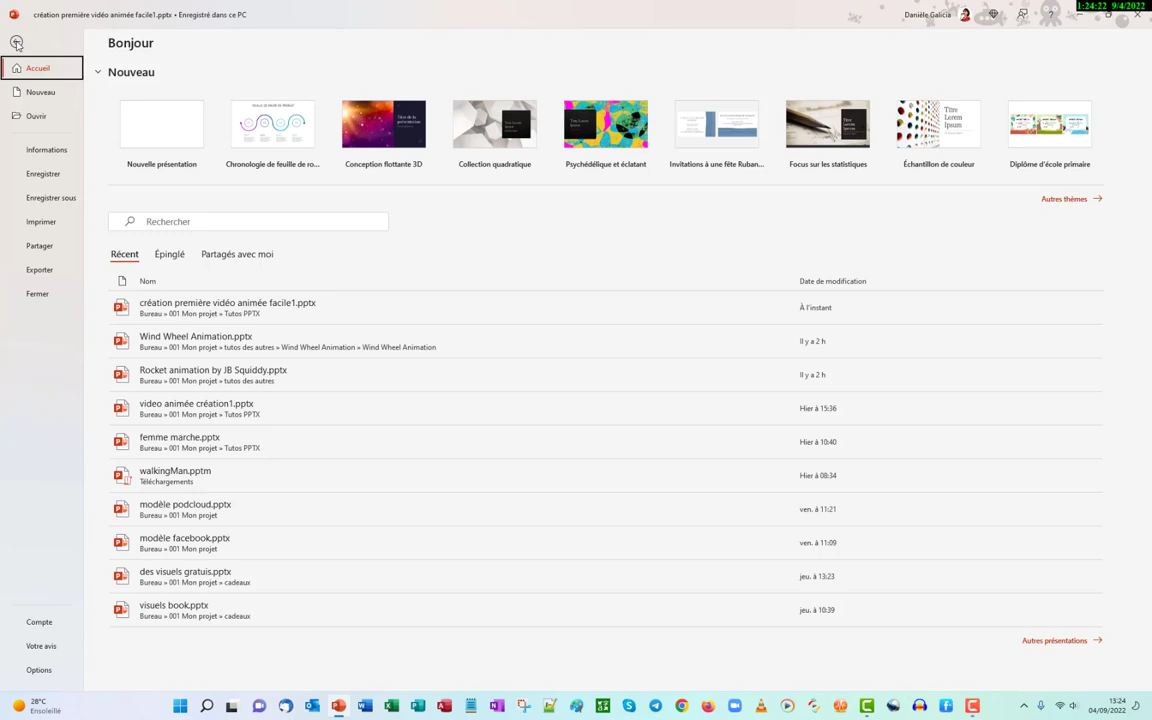 création première vidéo animée facile1.pptx • Enregistré dans ce PC
Danièle Galicia
1:24:22 9/4/2022
Accueil
Nouveau
Ouvrir
Informations
Enregistrer
Enregistrer sous
Imprimer
Partager
Exporter
Fermer
Compte
Votre avis
Options
Bonjour
Nouveau
Nouvelle présentation
Chronologie de feuille de ro...
Conception flottante 3D
Collection quadratique
Psychédélique et éclatant
Invitations à une fête Ruban...
Focus sur les statistiques
Titre
Lorem
Ipsum
Échantillon de couleur
Diplôme d'école primaire
Autres thèmes
Rechercher
Récent Épinglé Partagés avec moi
Nom Date de modification
création première vidéo animée facile1.pptx
Bureau » 001 Mon projet » Tutos PPTX
À l'instant
Wind Wheel Animation.pptx
Bureau » 001 Mon projet » tutos des autres » Wind Wheel Animation » Wind Wheel Animation
Il y a 2 h
Rocket animation by JB Squiddy.pptx
Bureau » 001 Mon projet » tutos des autres
Il y a 2 h
video animée création1.pptx
Bureau » 001 Mon projet » Tutos PPTX
Hier à 15:36
femme marche.pptx
Bureau » 001 Mon projet » Tutos PPTX
Hier à 10:40
walkingMan.pptm
Téléchargements
Hier à 08:34
modèle podcloud.pptx
Bureau » 001 Mon projet
ven. à 11:21
modèle facebook.pptx
Bureau » 001 Mon projet
ven. à 11:09
des visuels gratuis.pptx
Bureau » 001 Mon projet » cadeaux
jeu. à 13:23
visuels book.pptx
Bureau » 001 Mon projet » cadeaux
jeu. à 10:39
Autres présentations
28°C
Ensoleillé
13:24
04/09/2022